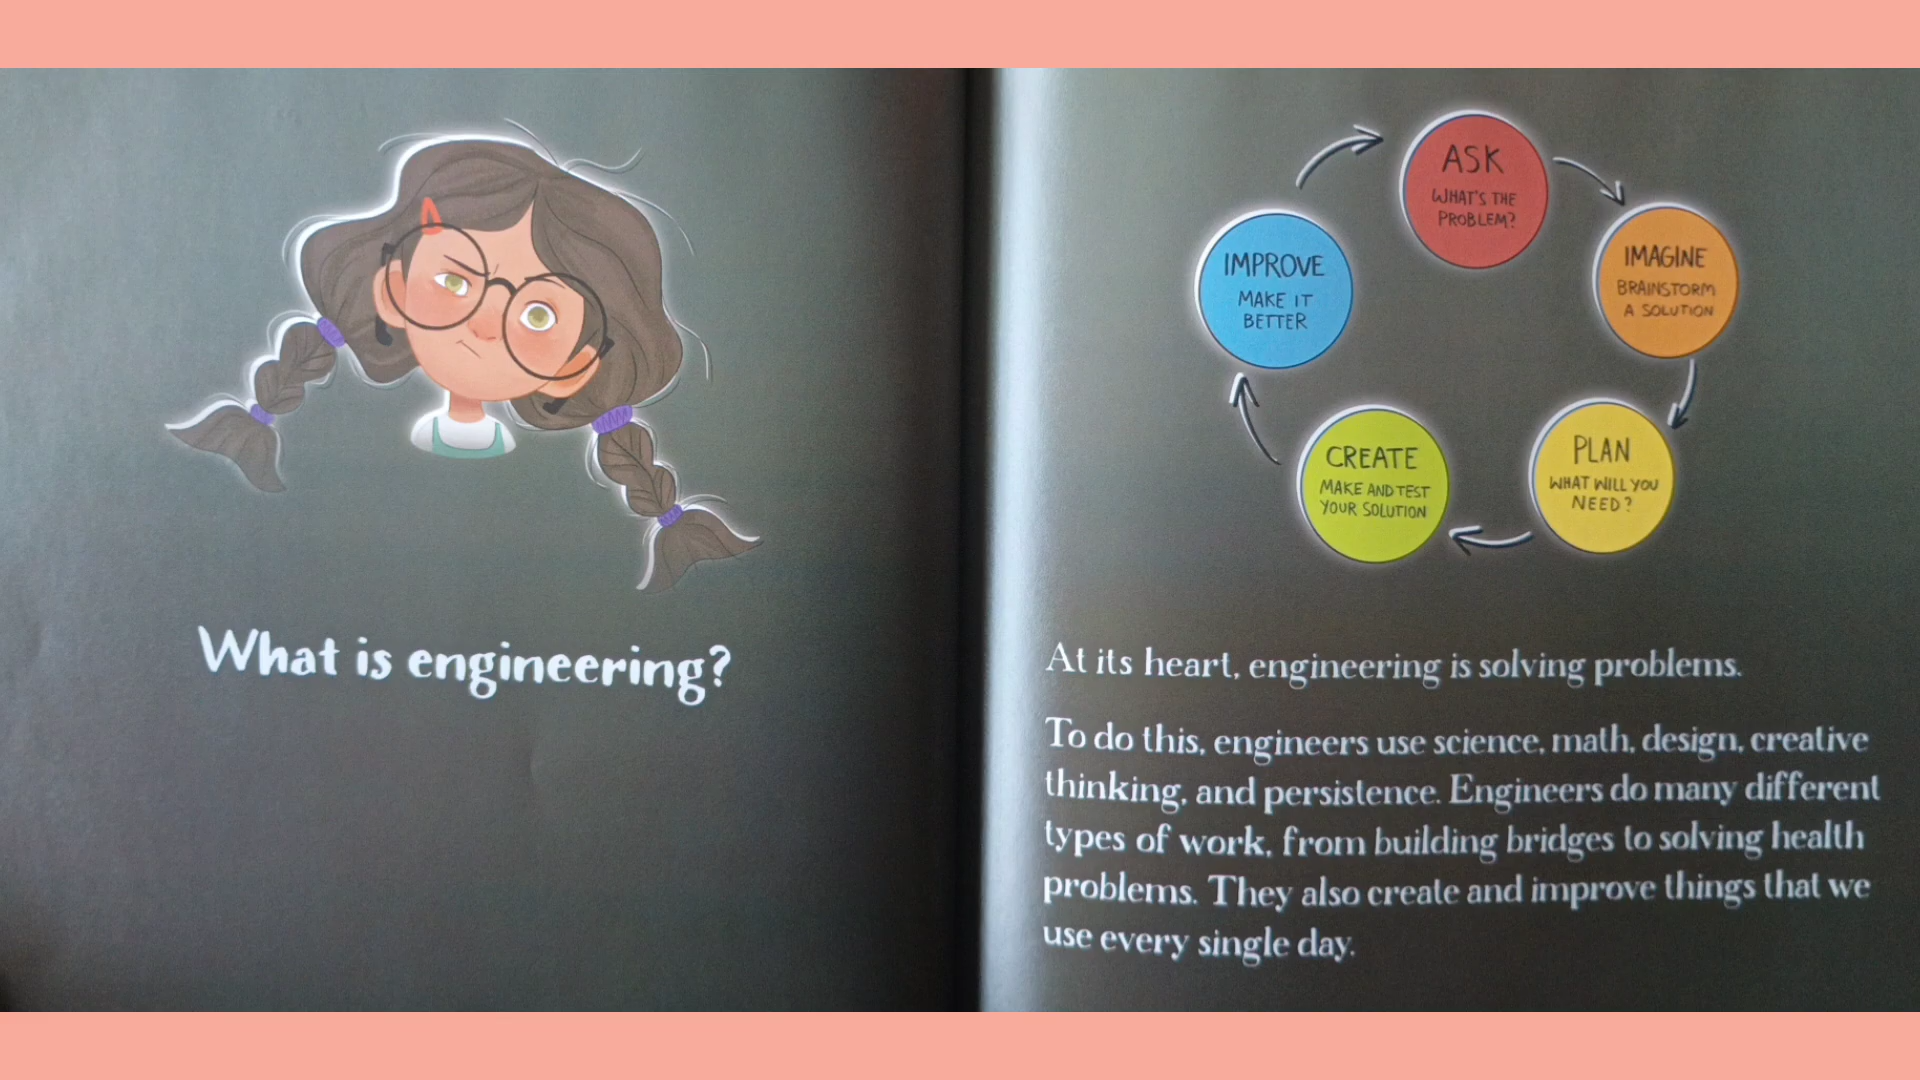 What is engineering?
ASK
WHAT'S THE
PROBLEM?
IMAGINE
BRAINSTORM
A SOLUTION
PLAN
WHAT WILL YOU
NEED?
CREATE
MAKE AND TEST
YOUR SOLUTION
IMPROVE
MAKE IT
BETTER
At its heart, engineering is solving problems.
To do this, engineers use science, math, design, creative
thinking, and persistence. Engineers do many different
types of work, from building bridges to solving health
problems. They also create and improve things that we
use every single day.